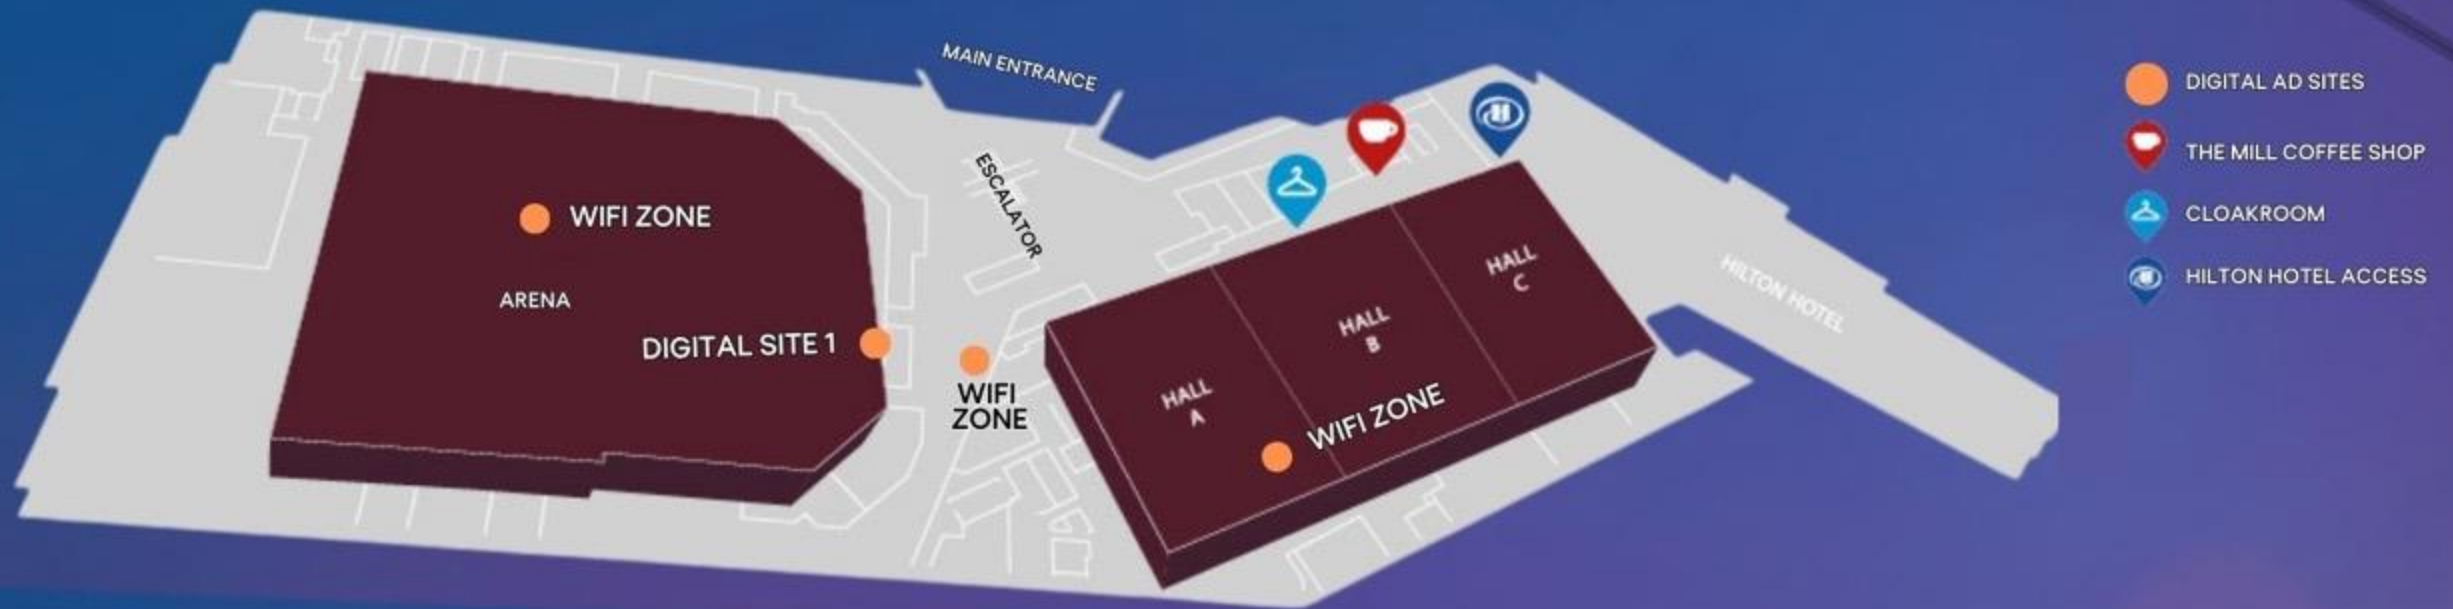 MAIN ENTRANCE
ESCALATOR
WIFI ZONE
ARENA
DIGITAL SITE 1
WIFI
ZONE
HALL
A
HALL
B
HALL
C
WIFI ZONE
HILTON HOTEL
DIGITAL AD SITES
THE MILL COFFEE SHOP
CLOAKROOM
HILTON HOTEL ACCESS